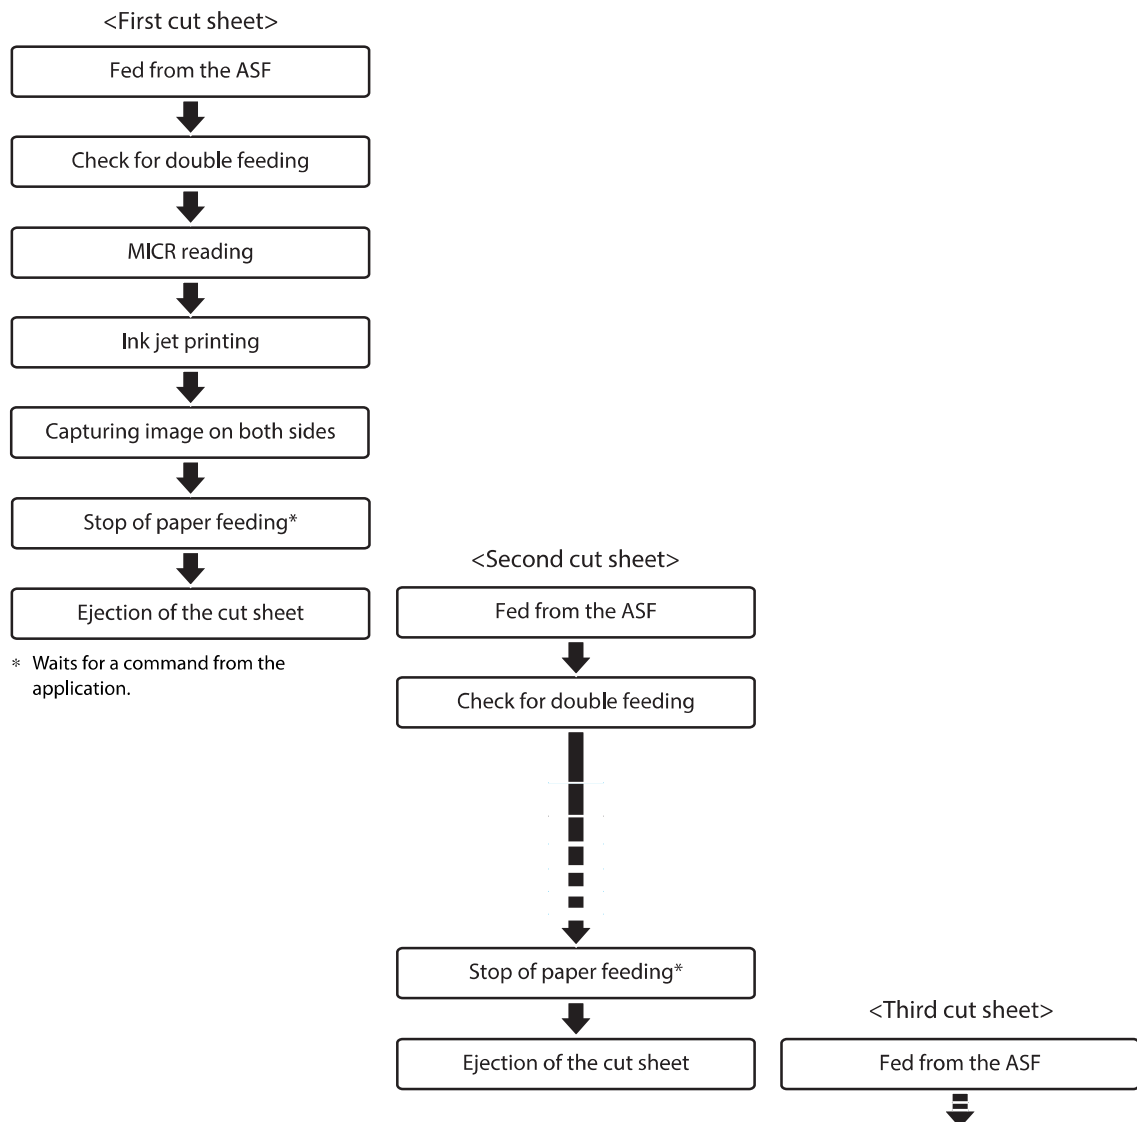 <First cut sheet>
Fed from the ASF
Check for double feeding
MICR reading
Ink jet printing
Capturing image on both sides
Stop of paper feeding*
Ejection of the cut sheet
* Waits for a command from the
application.
<Second cut sheet>
Fed from the ASF
Check for double feeding
Stop of paper feeding*
Ejection of the cut sheet
<Third cut sheet>
Fed from the ASF